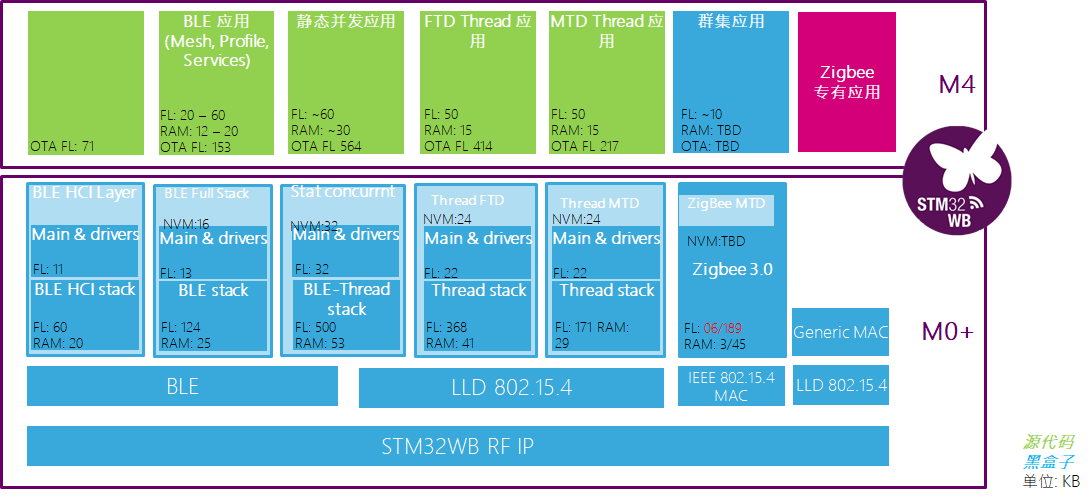 BLE 应用
(Mesh, Profile,
Services)
静态并发应用
FTD Thread 应
用
MTD Thread 应
用
群集应用
Zigbee
专有应用
M4
OTA FL: 71
FL: 20 – 60
RAM: 12 – 20
OTA FL: 153
FL: ~60
RAM: ~30
OTA FL 564
FL: 50
RAM: 15
OTA FL 414
FL: 50
RAM: 15
OTA FL 217
FL: ~10
RAM: TBD
OTA: TBD
STM32
WB
BLE HCI Layer
Main & drivers
FL: 11
BLE HCI stack
FL: 60
RAM: 20
BLE Full Stack
NVM:16
Main & drivers
FL: 13
BLE stack
FL: 124
RAM: 25
Stat concurrnt
NVM:32
Main & drivers
FL: 32
BLE-Thread
stack
FL: 500
RAM: 53
Thread FTD
NVM:24
Main & drivers
FL: 22
Thread stack
FL: 368
RAM: 41
Thread MTD
NVM:24
Main & drivers
FL: 22
Thread stack
FL: 171 RAM:
29
ZigBee MTD
NVM:TBD
Zigbee 3.0
FL: 06/189
RAM: 3/45
Generic MAC
M0+
BLE
LLD 802.15.4
IEEE 802.15.4
MAC
LLD 802.15.4
STM32WB RF IP
源代码
黑盒子
单位: KB